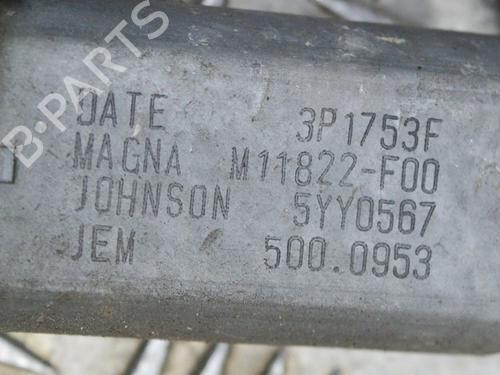 B-PARTS
DATE 3P1753F
MAGNA M11822-F00
JOHNSON 5YY0567
JEM 500.0953